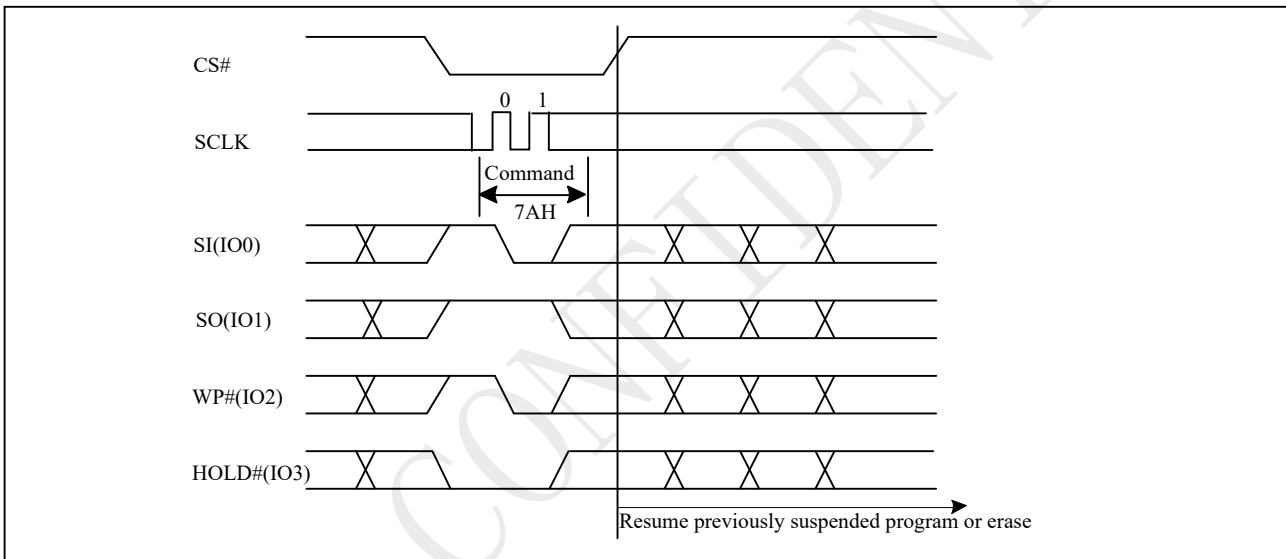 CS#
0 1
SCLK
Command
7AH
SI(IO0)
SO(IO1)
WP#(IO2)
HOLD#(IO3)
Resume previously suspended program or erase
CONFIDEN